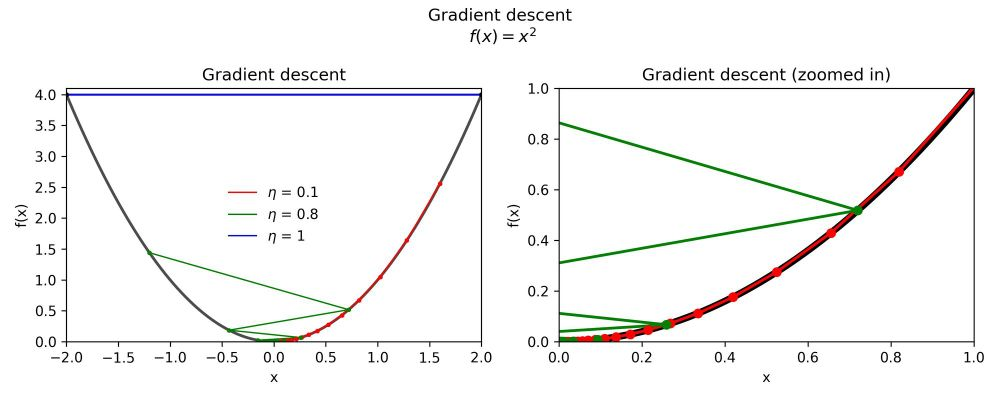 Gradient descent
f(x) = x²
Gradient descent
f(x)
4.0
3.5
3.0
2.5
2.0
1.5
1.0
0.5
0.0
η = 0.1
η = 0.8
η = 1
−2.0 −1.5 −1.0 −0.5 0.0 0.5 1.0 1.5 2.0
x
Gradient descent (zoomed in)
f(x)
1.0
0.8
0.6
0.4
0.2
0.0
0.0 0.2 0.4 0.6 0.8 1.0
x